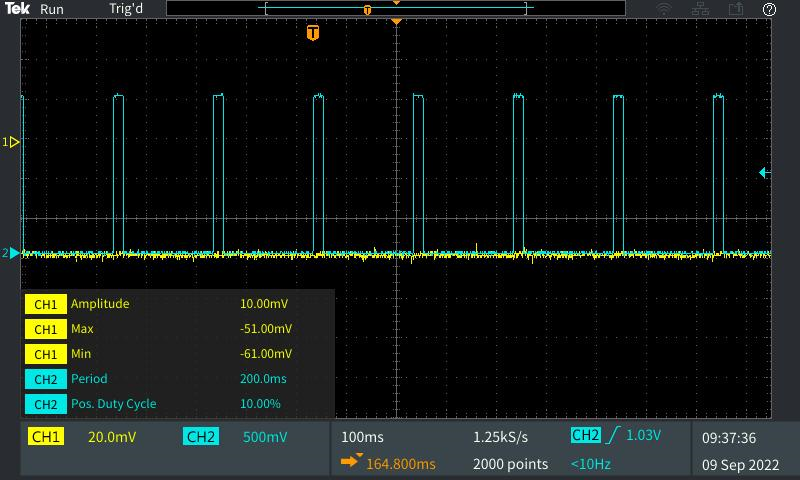 Tek Run Trig'd T ?
T
1
2
CH1 Amplitude 10.00mV
CH1 Max -51.00mV
CH1 Min -61.00mV
CH2 Period 200.0ms
CH2 Pos. Duty Cycle 10.00%
CH1 20.0mV CH2 500mV 100ms 1.25kS/s CH2 1.03V 09:37:36
164.800ms 2000 points <10Hz 09 Sep 2022